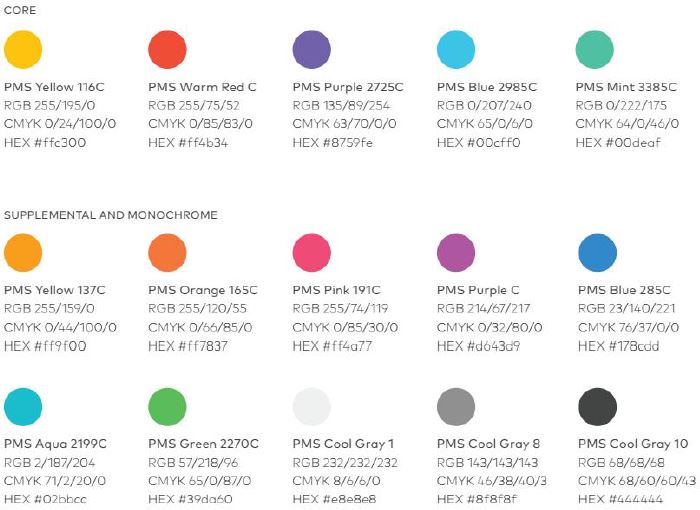 CORE
PMS Yellow 116C
RGB 255/195/0
CMYK 0/24/100/0
HEX #ffc300
PMS Warm Red C
RGB 255/75/52
CMYK 0/85/83/0
HEX #ff4b34
PMS Purple 2725C
RGB 135/89/254
CMYK 63/70/0/0
HEX #8759fe
PMS Blue 2985C
RGB 0/207/240
CMYK 65/0/6/0
HEX #00cff0
PMS Mint 3385C
RGB 0/222/175
CMYK 64/0/46/0
HEX #00deaf
SUPPLEMENTAL AND MONOCHROME
PMS Yellow 137C
RGB 255/159/0
CMYK 0/44/100/0
HEX #ff9f00
PMS Orange 165C
RGB 255/120/55
CMYK 0/66/85/0
HEX #ff7837
PMS Pink 191C
RGB 255/74/119
CMYK 0/85/30/0
HEX #ff4a77
PMS Purple C
RGB 214/67/217
CMYK 0/32/80/0
HEX #d643d9
PMS Blue 285C
RGB 23/140/221
CMYK 76/37/0/0
HEX #178cdd
PMS Aqua 2199C
RGB 2/187/204
CMYK 71/2/20/0
HEX #02bbcc
PMS Green 2270C
RGB 57/218/96
CMYK 65/0/87/0
HEX #39da60
PMS Cool Gray 1
RGB 232/232/232
CMYK 8/6/6/0
HEX #e8e8e8
PMS Cool Gray 8
RGB 143/143/143
CMYK 46/38/40/3
HEX #8f8f8f
PMS Cool Gray 10
RGB 68/68/68
CMYK 68/60/60/43
HEX #444444